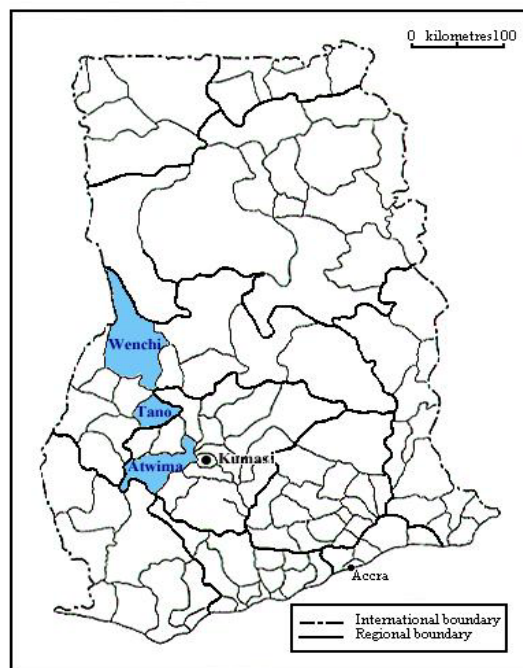 0 kilometres100
Wenchi
Tano
Atwima
Kumasi
Accra
International boundary
Regional boundary